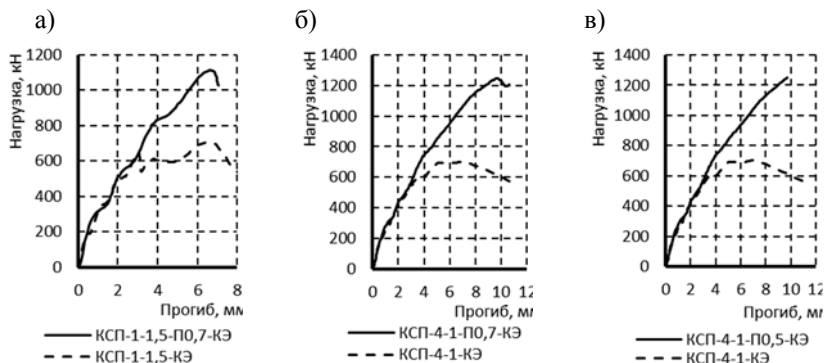 а)
б)
в)
Нагрузка, кН
1200
1000
800
600
400
200
0
0 2 4 6 8
Прогиб, мм
КСП-1-1,5-П0,7-КЭ
КСП-1-1,5-КЭ
Нагрузка, кН
1400
1200
1000
800
600
400
200
0
0 2 4 6 8 10 12
Прогиб, мм
КСП-4-1-П0,7-КЭ
КСП-4-1-КЭ
Нагрузка, кН
1400
1200
1000
800
600
400
200
0
0 2 4 6 8 10 12
Прогиб, мм
КСП-4-1-П0,5-КЭ
КСП-4-1-КЭ